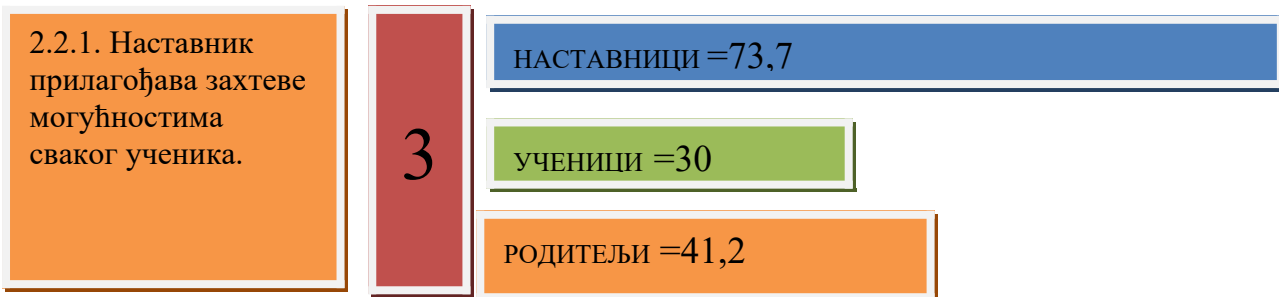 2.2.1. Наставник
прилагођава захтеве
могућностима
сваког ученика.
3
НАСТАВНИЦИ =73,7
УЧЕНИЦИ =30
РОДИТЕЉИ =41,2